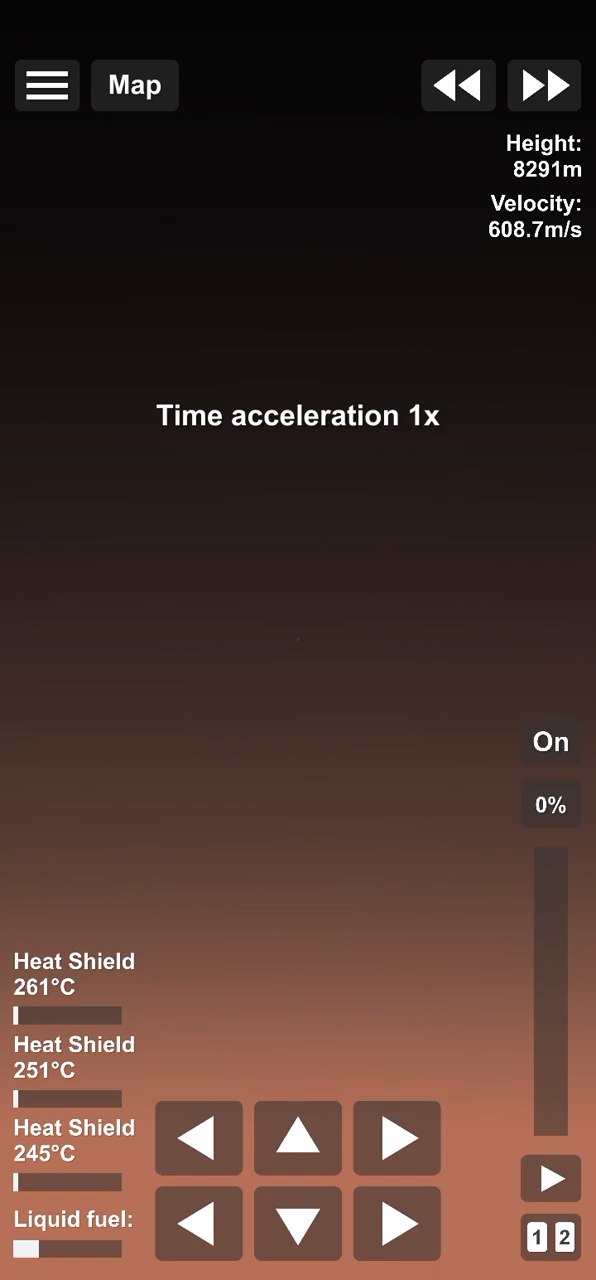 Map
Height:
8291m
Velocity:
608.7m/s
Time acceleration 1x
On
0%
Heat Shield
261°C
Heat Shield
251°C
Heat Shield
245°C
Liquid fuel:
1 2